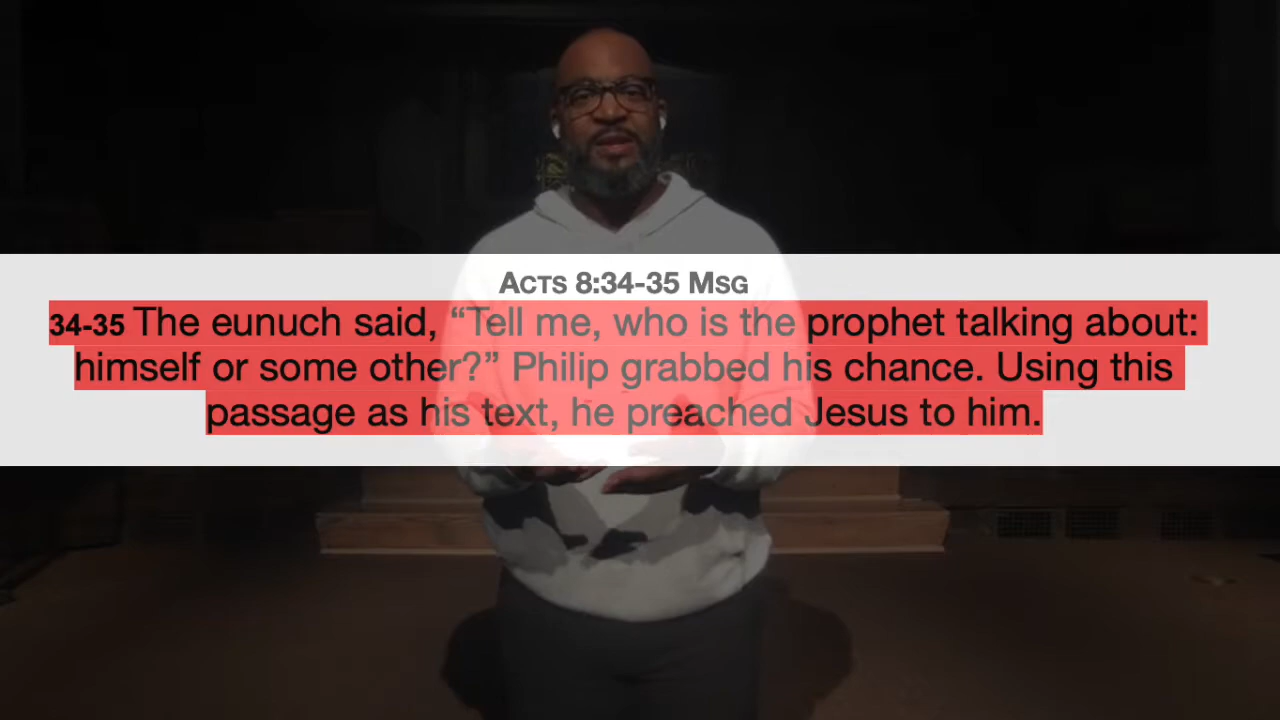 ACTS 8:34-35 MSG
34-35 The eunuch said, “Tell me, who is the prophet talking about:
himself or some other?” Philip grabbed his chance. Using this
passage as his text, he preached Jesus to him.